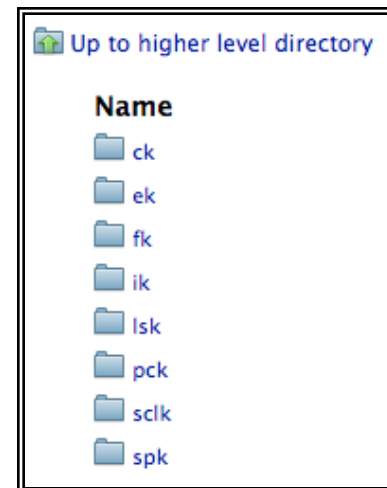 Up to higher level directory
Name
ck
ek
fk
ik
lsk
pck
sclk
spk